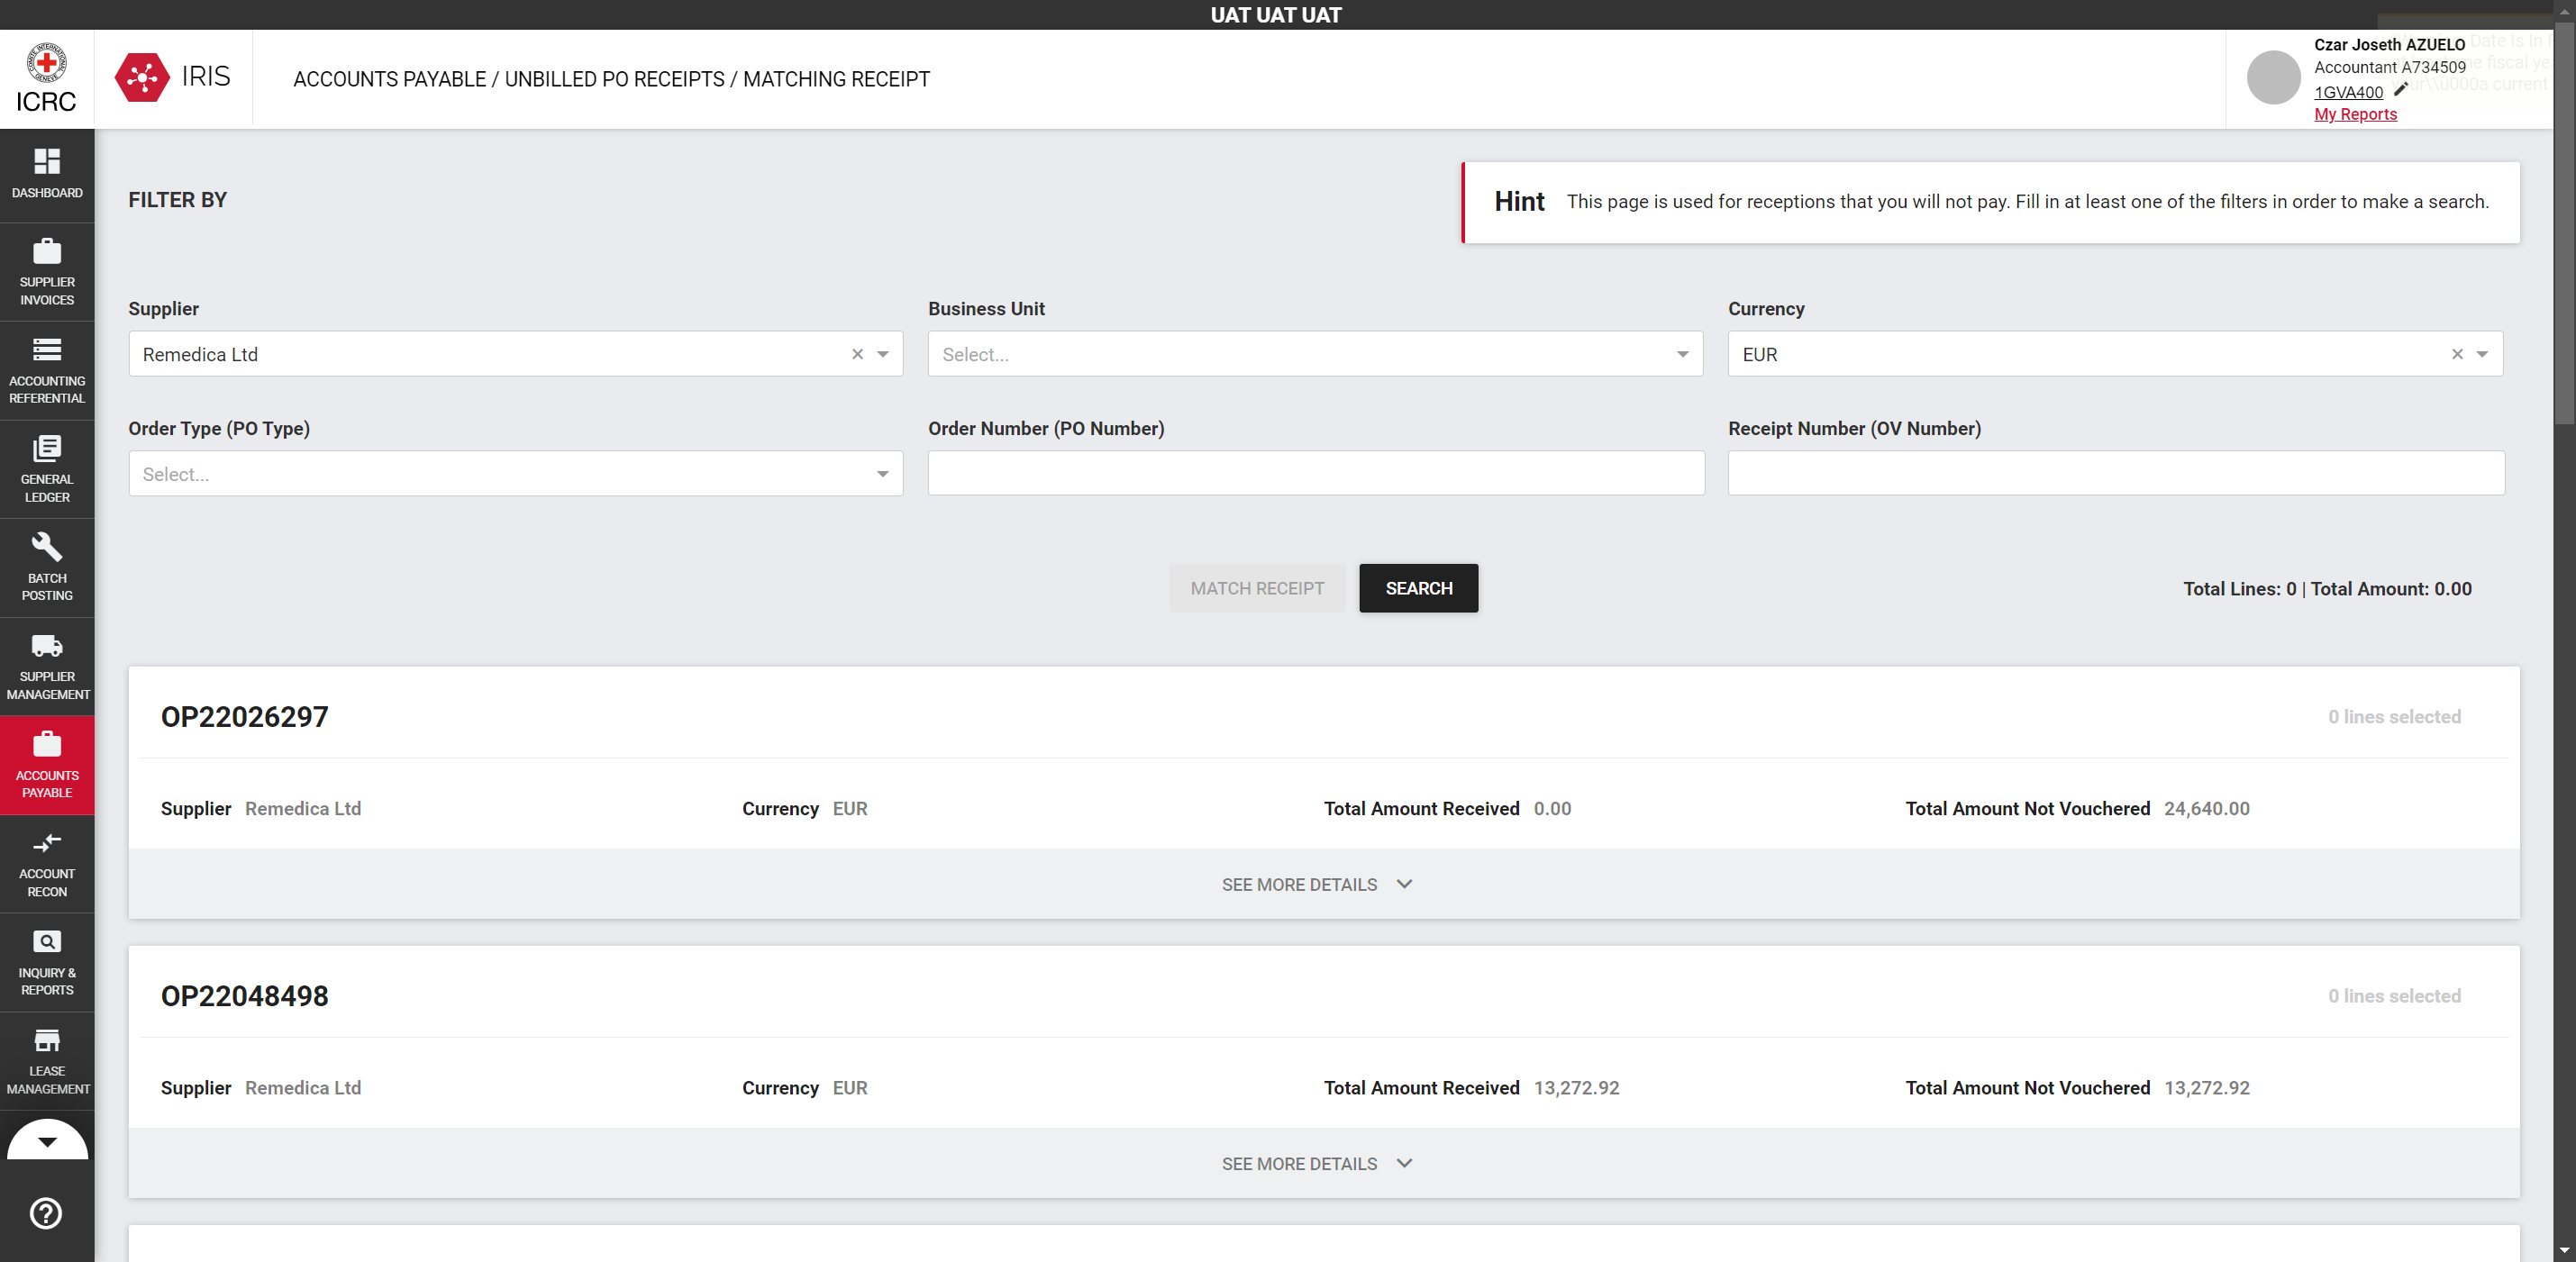 UAT UAT UAT
ICRC
IRIS
ACCOUNTS PAYABLE / UNBILLED PO RECEIPTS / MATCHING RECEIPT
Czar Joseth AZUELO
Accountant A734509
1GVA400
My Reports
DASHBOARD
SUPPLIER
INVOICES
ACCOUNTING
REFERENTIAL
GENERAL
LEDGER
BATCH
POSTING
SUPPLIER
MANAGEMENT
ACCOUNTS
PAYABLE
ACCOUNT
RECON
INQUIRY &
REPORTS
LEASE
MANAGEMENT
FILTER BY
Hint This page is used for receptions that you will not pay. Fill in at least one of the filters in order to make a search.
Supplier Business Unit Currency
Remedica Ltd Select... EUR
Order Type (PO Type) Order Number (PO Number) Receipt Number (OV Number)
Select...
MATCH RECEIPT SEARCH Total Lines: 0 | Total Amount: 0.00
OP22026297 0 lines selected
Supplier Remedica Ltd Currency EUR Total Amount Received 0.00 Total Amount Not Vouchered 24,640.00
SEE MORE DETAILS
OP22048498 0 lines selected
Supplier Remedica Ltd Currency EUR Total Amount Received 13,272.92 Total Amount Not Vouchered 13,272.92
SEE MORE DETAILS